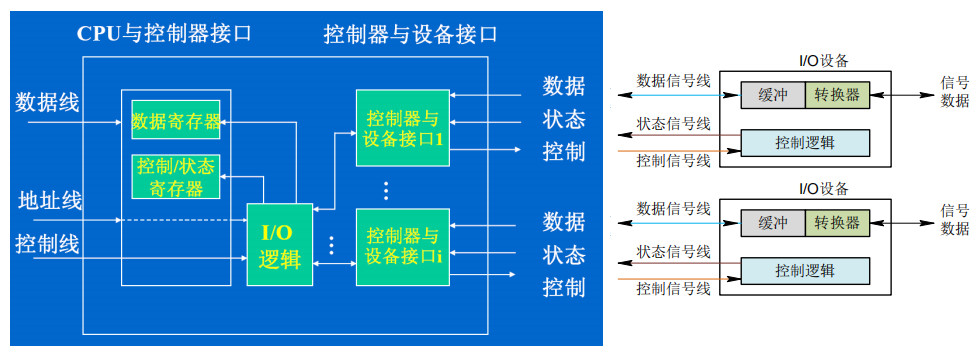 CPU与控制器接口
控制器与设备接口
数据线
地址线
控制线
数据寄存器
控制/状态
寄存器
I/O
逻辑
控制器与
设备接口1
控制器与
设备接口i
数据
状态
控制
数据
状态
控制
I/O设备
数据信号线
缓冲
转换器
信号
数据
状态信号线
控制逻辑
控制信号线
I/O设备
数据信号线
缓冲
转换器
信号
数据
状态信号线
控制逻辑
控制信号线